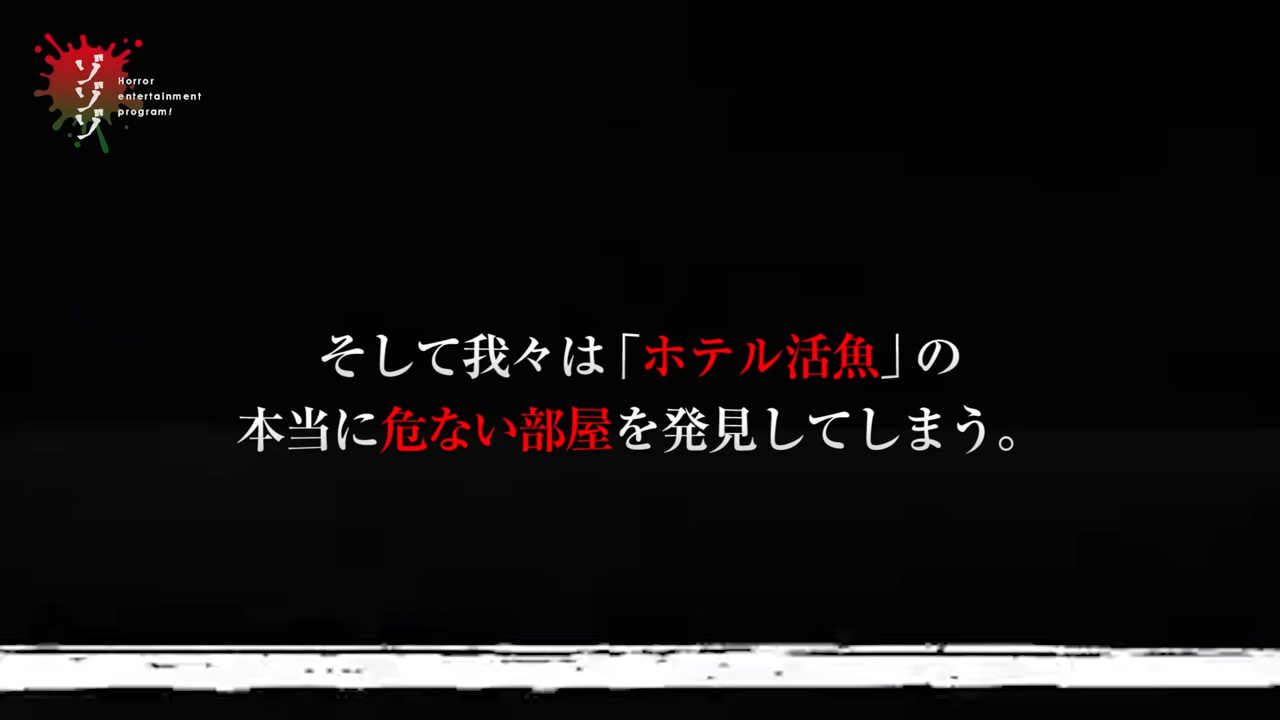 ゾゾゾ
Horror
entertainment
program!
そして我々は「ホテル活魚」の
本当に危ない部屋を発見してしまう。